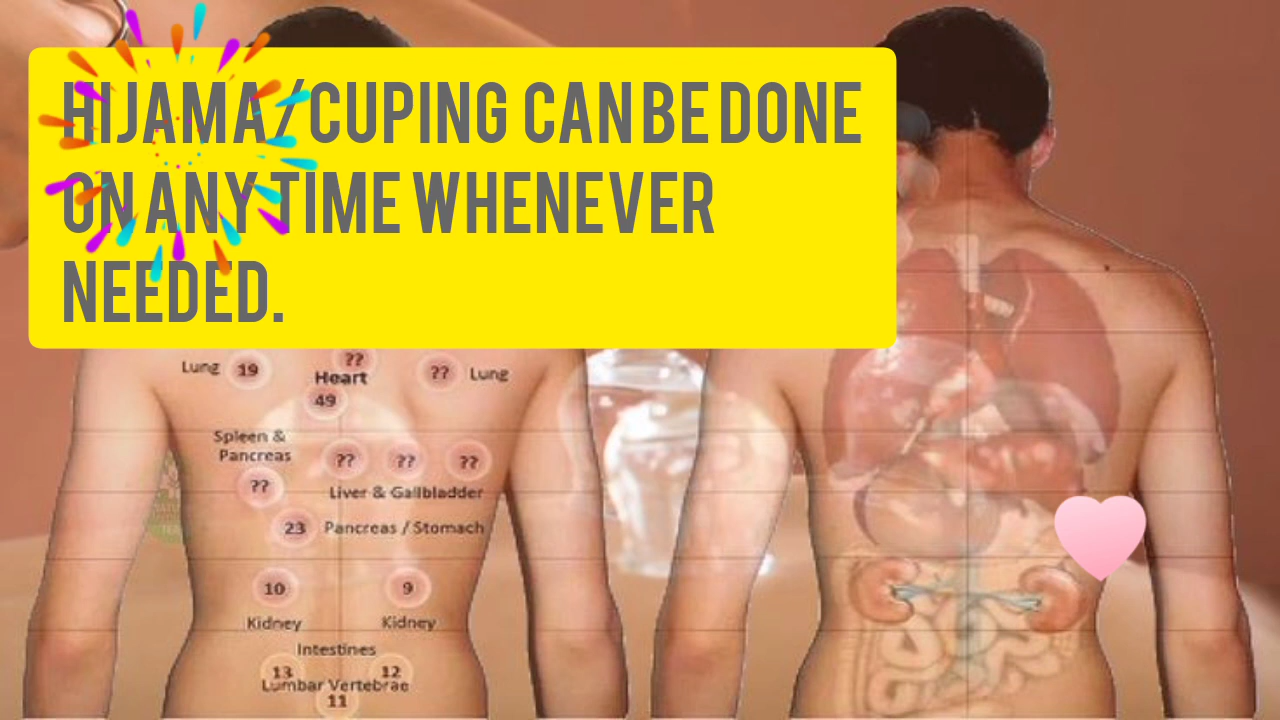 HIJAMA/CUPING CAN BE DONE
ON ANY TIME WHENEVER
NEEDED.
Lung 19 ?? ?? Lung
Heart
49
Spleen &
Pancreas
?? ?? ??
??
Liver & Gallbladder
23 Pancreas / Stomach
10 9
Kidney Kidney
Intestines
13 12
Lumbar Vertebrae
11